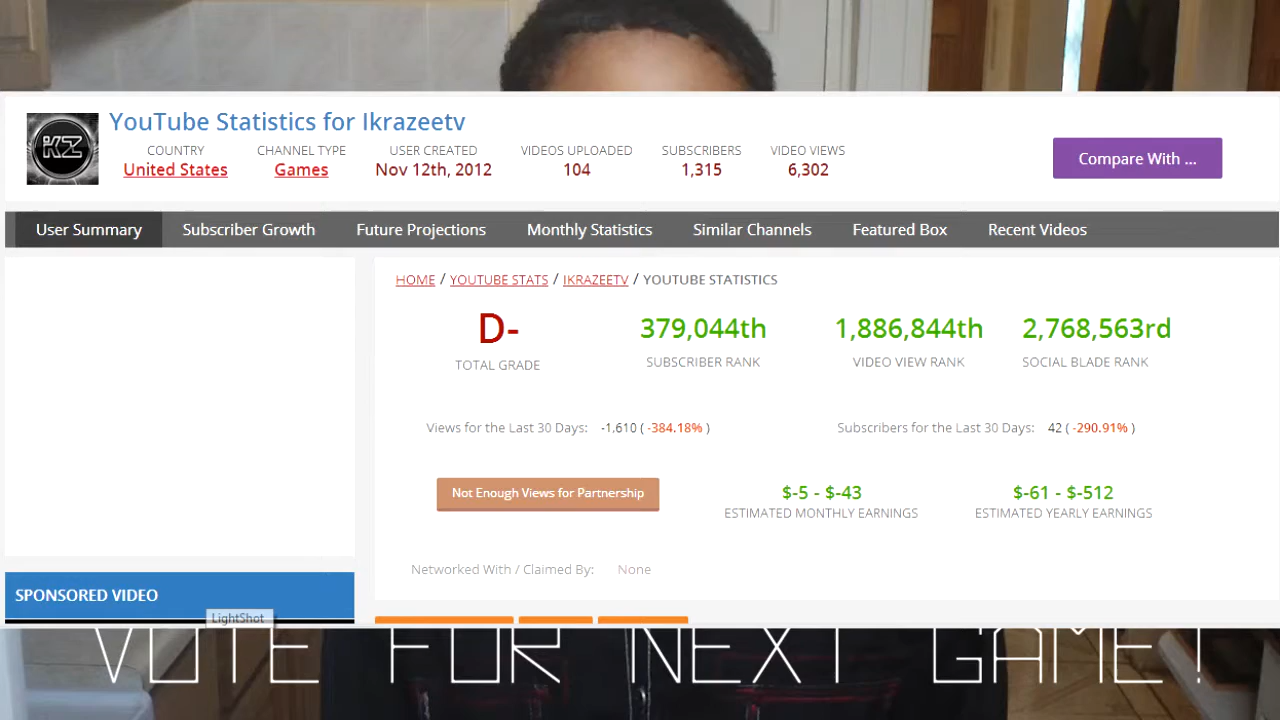 YouTube Statistics for Ikrazeetv
KZ
COUNTRY CHANNEL TYPE USER CREATED VIDEOS UPLOADED SUBSCRIBERS VIDEO VIEWS
United States Games Nov 12th, 2012 104 1,315 6,302
Compare With ...
User Summary Subscriber Growth Future Projections Monthly Statistics Similar Channels Featured Box Recent Videos
HOME / YOUTUBE STATS / IKRAZEETV / YOUTUBE STATISTICS
D- 379,044th 1,886,844th 2,768,563rd
TOTAL GRADE SUBSCRIBER RANK VIDEO VIEW RANK SOCIAL BLADE RANK
Views for the Last 30 Days: -1,610 ( -384.18% ) Subscribers for the Last 30 Days: 42 ( -290.91% )
Not Enough Views for Partnership $-5 - $-43 $-61 - $-512
ESTIMATED MONTHLY EARNINGS ESTIMATED YEARLY EARNINGS
Networked With / Claimed By: None
SPONSORED VIDEO
LightShot
VOTE FOR NEXT GAME!